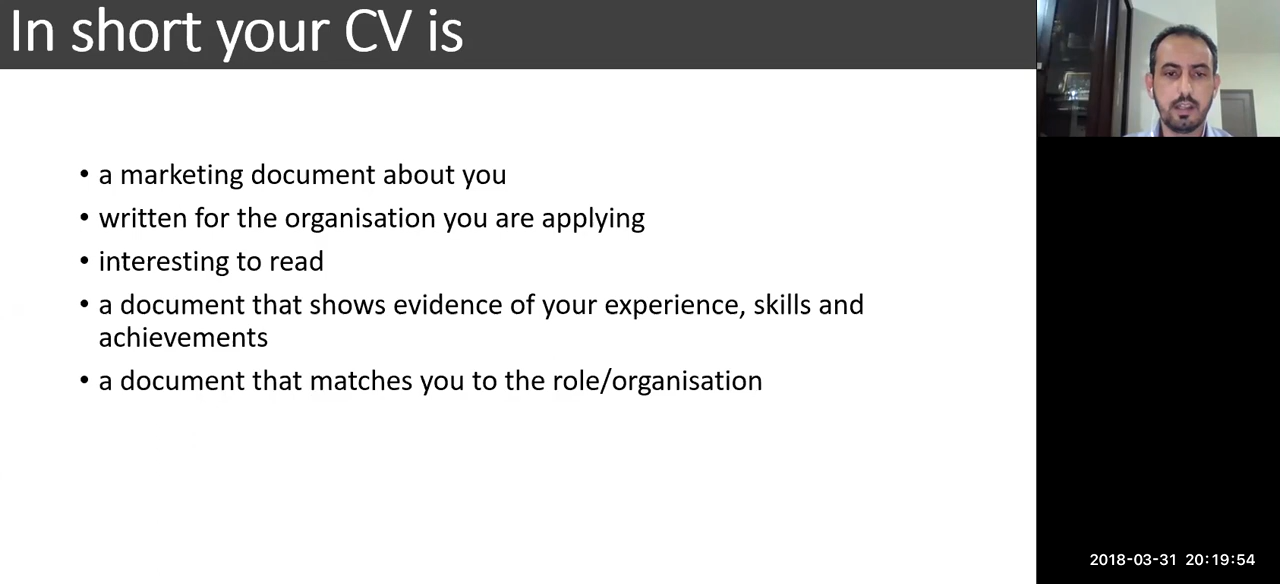 In short your CV is
• a marketing document about you
• written for the organisation you are applying
• interesting to read
• a document that shows evidence of your experience, skills and
achievements
• a document that matches you to the role/organisation
2018-03-31 20:19:54